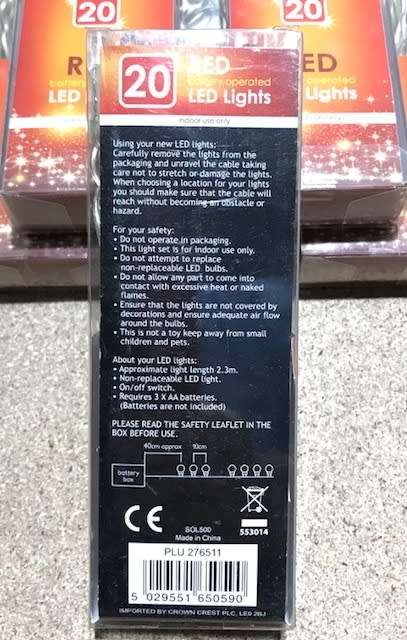 20
20
R
battery
LED
ED
operated
Lights
20
RED
battery operated
LED Lights
indoor use only
Using your new LED lights:
Carefully remove the lights from the
packaging and unravel the cable taking
care not to stretch or damage the lights.
When choosing a location for your lights
you should make sure that the cable will
reach without becoming an obstacle or
hazard.
For your safety:
• Do not operate in packaging.
• This light set is for indoor use only.
• Do not attempt to replace
non-replaceable LED bulbs.
• Do not allow any part to come into
contact with excessive heat or naked
flames.
• Ensure that the lights are not covered by
decorations and ensure adequate air flow
around the bulbs.
• This is not a toy keep away from small
children and pets.
About your LED lights:
• Approximate light length 2.3m.
• Non-replaceable LED light.
• On/off switch.
• Requires 3 X AA batteries.
(Batteries are not included)
PLEASE READ THE SAFETY LEAFLET IN THE
BOX BEFORE USE.
40cm approx 10cm
battery
box
CE
SOL500
Made in China
553014
PLU 276511
5 029551 650590
IMPORTED BY CROWN CREST PLC, LE9 2BJ